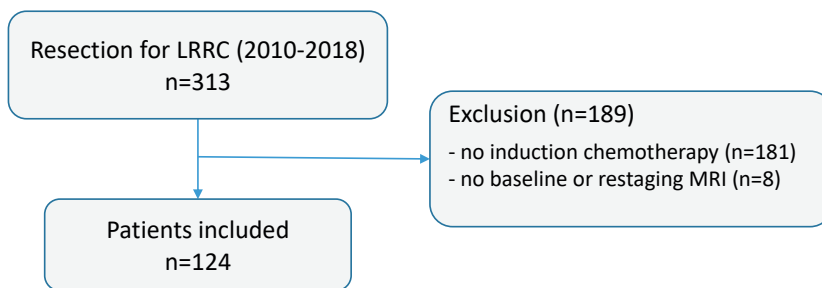 Resection for LRRC (2010-2018)
n=313
Exclusion (n=189)
- no induction chemotherapy (n=181)
- no baseline or restaging MRI (n=8)
Patients included
n=124